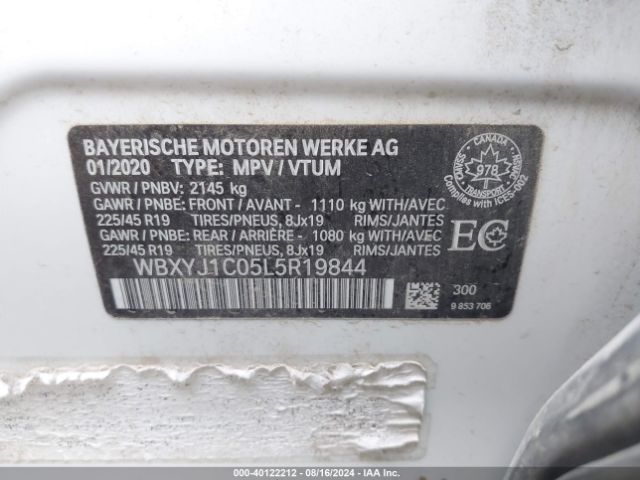 BAYERISCHE MOTOREN WERKE AG
01/2020 TYPE: MPV / VTUM
GVWR / PNBV: 2145 kg
GAWR / PNBE: FRONT / AVANT - 1110 kg WITH/AVEC
225/45 R19 TIRES/PNEUS, 8Jx19 RIMS/JANTES
GAWR / PNBE: REAR / ARRIÈRE - 1080 kg WITH/AVEC
225/45 R19 TIRES/PNEUS, 8Jx19 RIMS/JANTES
WBXYJ1C05L5R19844
CANADA
978
TRANSPORT
Complies with/Conforme ICES-002
EC
300
9 853 706
000-40122212 - 08/16/2024 - IAA Inc.